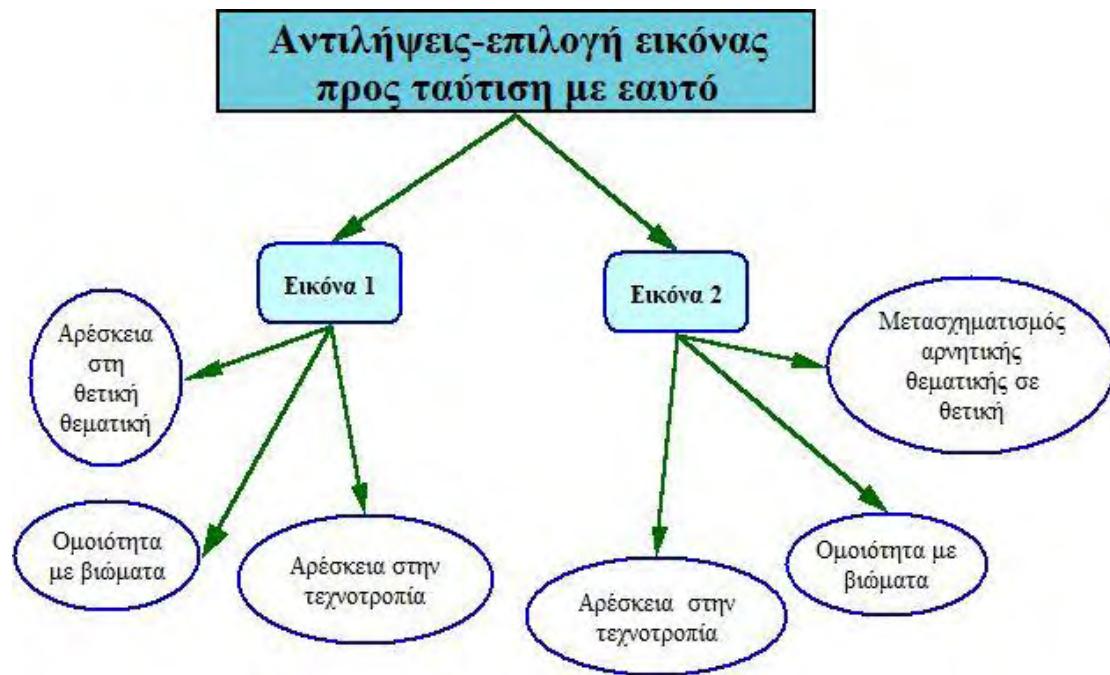 Αντιλήψεις-επιλογή εικόνας
προς ταύτιση με εαυτό
Εικόνα 1
Εικόνα 2
Αρέσκεια
στη
θετική
θεματική
Ομοιότητα
με βιώματα
Αρέσκεια στην
τεχνοτροπία
Αρέσκεια στην
τεχνοτροπία
Ομοιότητα με
βιώματα
Μετασχηματισμός
αρνητικής
θεματικής σε
θετική